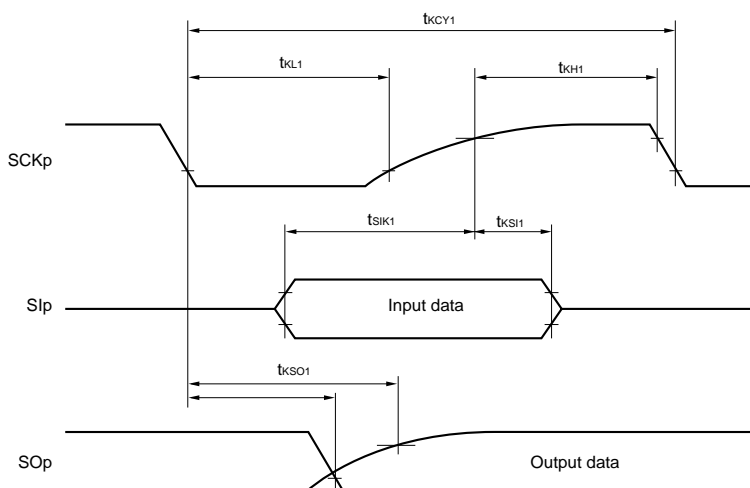 tKCY1
tKL1
tKH1
SCKp
tSIK1
tKSI1
SIp
Input data
tKSO1
SOp
Output data